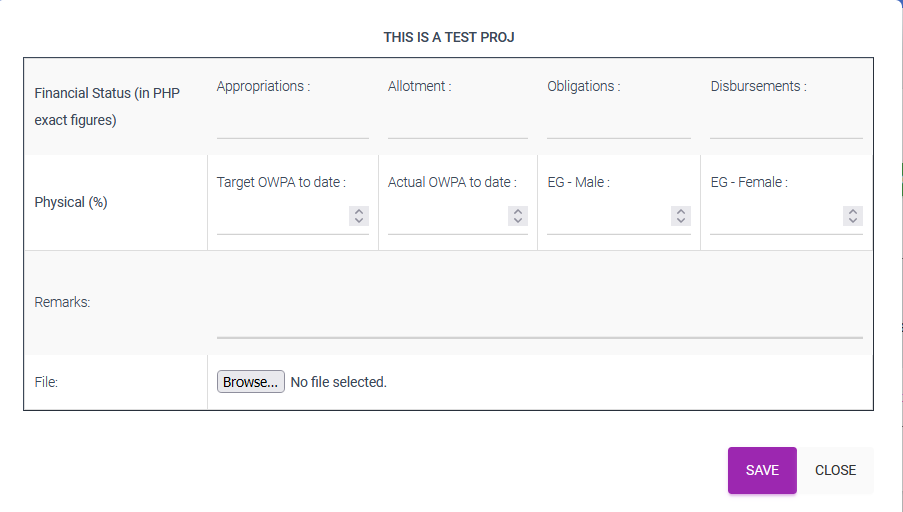 THIS IS A TEST PROJ
Financial Status (in PHP
exact figures)
Appropriations :
Allotment :
Obligations :
Disbursements :
Physical (%)
Target OWPA to date :
Actual OWPA to date :
EG - Male :
EG - Female :
Remarks:
File:
Browse... No file selected.
SAVE
CLOSE